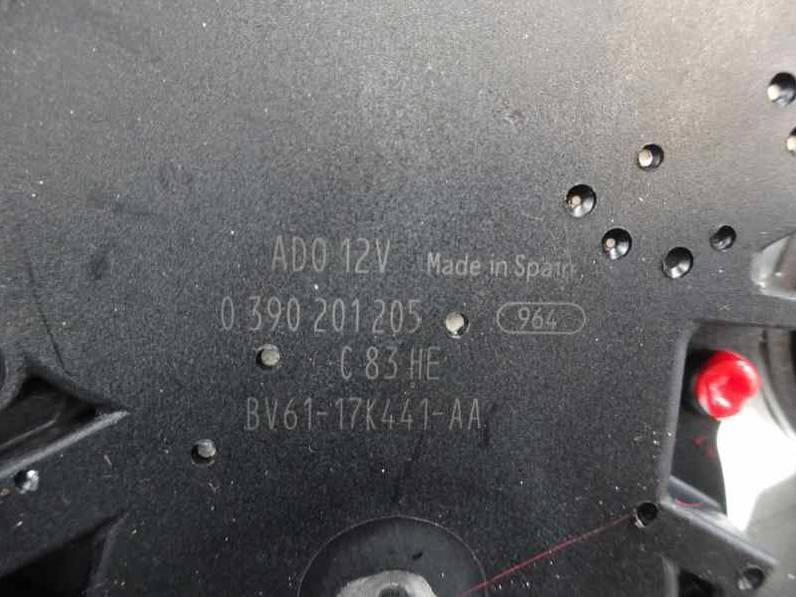 ADO 12V Made in Spain
0 390 201 205 964
C 83 HE
BV61-17K441-AA